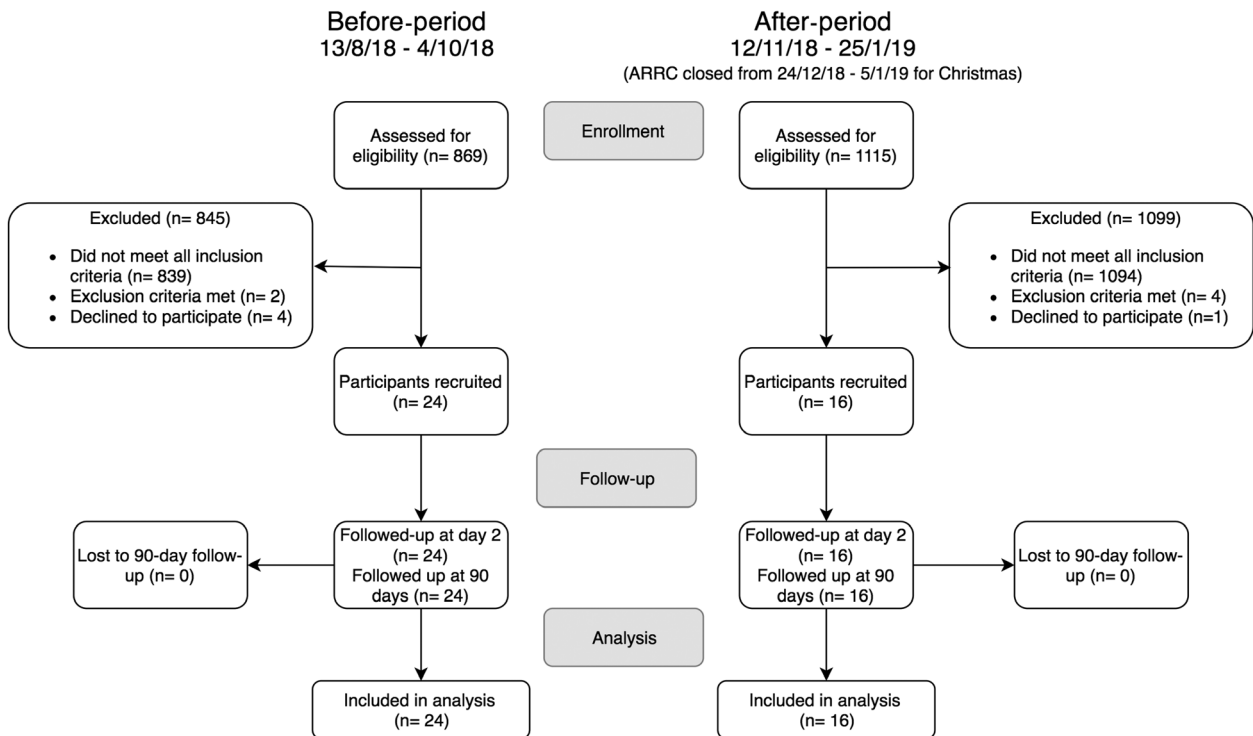 Before-period
13/8/18 - 4/10/18
After-period
12/11/18 - 25/1/19
(ARRC closed from 24/12/18 - 5/1/19 for Christmas)
Assessed for
eligibility (n= 869)
Enrollment
Assessed for
eligibility (n= 1115)
Excluded (n= 845)
• Did not meet all inclusion
criteria (n= 839)
• Exclusion criteria met (n= 2)
• Declined to participate (n= 4)
Excluded (n= 1099)
• Did not meet all inclusion
criteria (n= 1094)
• Exclusion criteria met (n= 4)
• Declined to participate (n=1)
Participants recruited
(n= 24)
Participants recruited
(n= 16)
Follow-up
Lost to 90-day follow-
up (n= 0)
Followed-up at day 2
(n= 24)
Followed up at 90
days (n= 24)
Followed-up at day 2
(n= 16)
Followed up at 90
days (n= 16)
Lost to 90-day follow-
up (n= 0)
Analysis
Included in analysis
(n= 24)
Included in analysis
(n= 16)